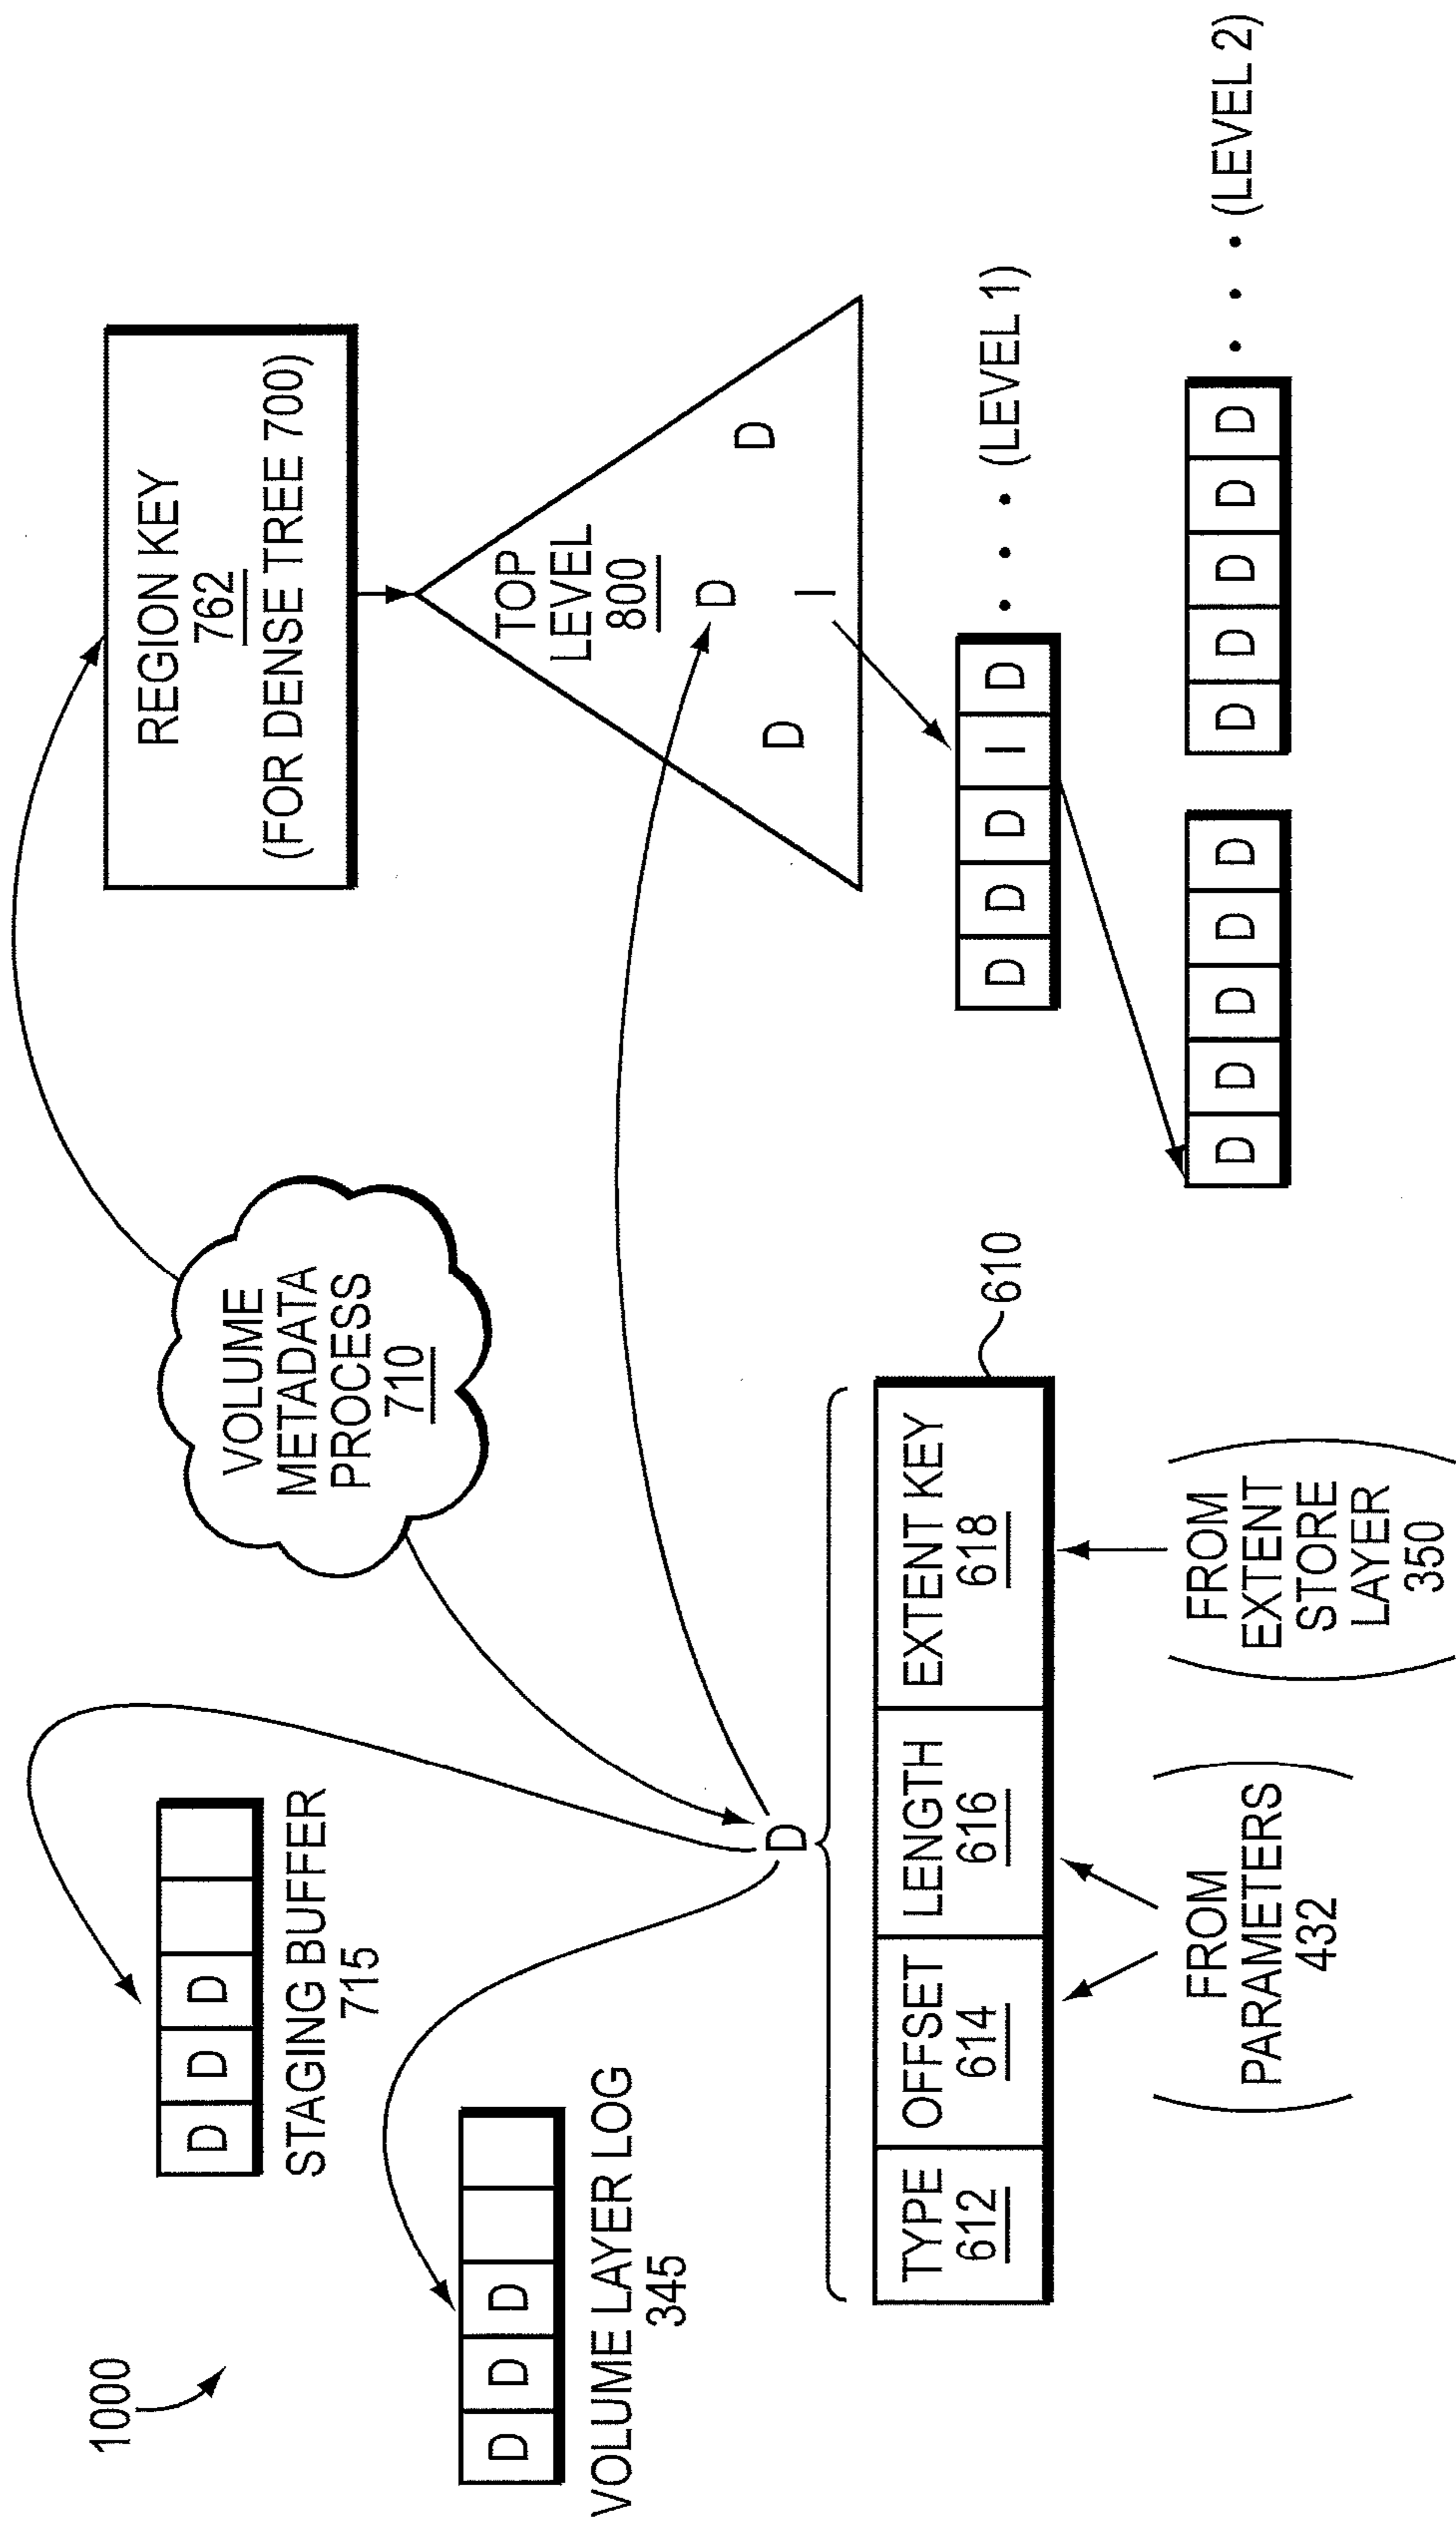 1000
D D D
STAGING BUFFER
715
D D D
VOLUME LAYER LOG
345
VOLUME
METADATA
PROCESS
710
REGION KEY
762
(FOR DENSE TREE 700)
TOP
LEVEL
800
D D D
I
D
D D D I D • • • (LEVEL 1)
D D D D D D D D D D • • • (LEVEL 2)
610
TYPE
612
OFFSET
614
LENGTH
616
EXTENT KEY
618
FROM
PARAMETERS
432
FROM
EXTENT
STORE
LAYER
350